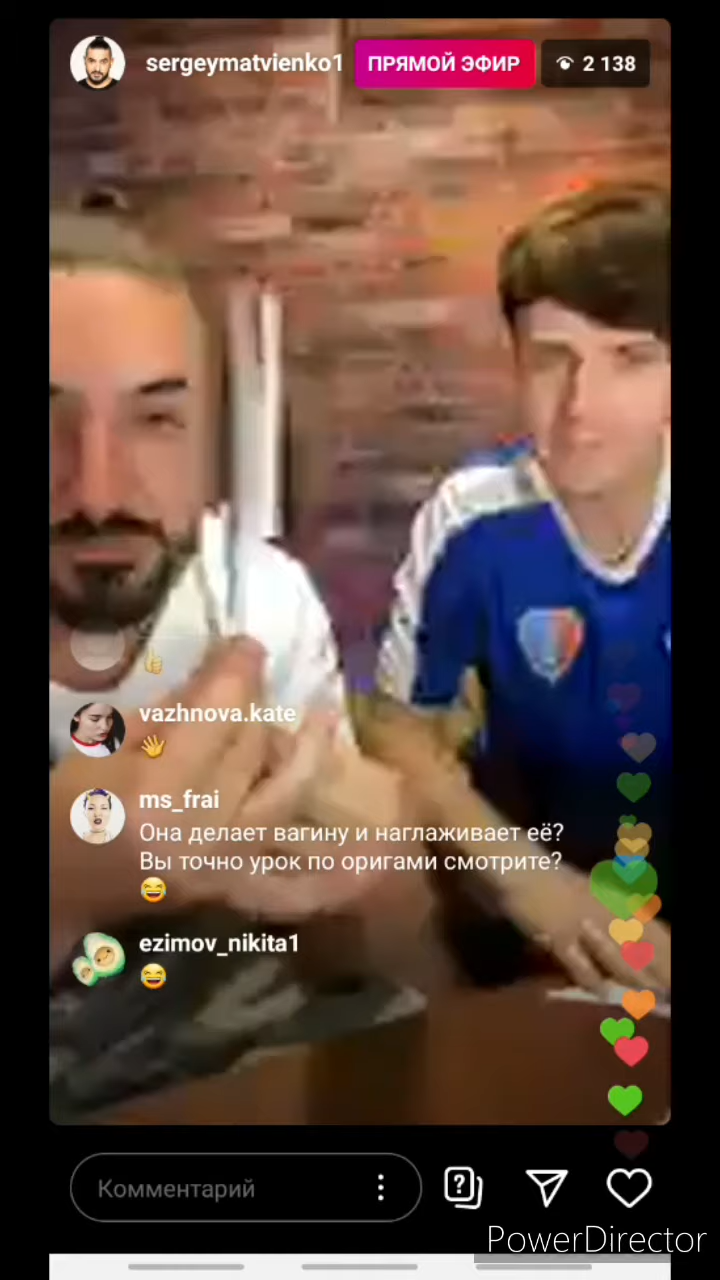 sergeymatvienko1 ПРЯМОЙ ЭФИР 2 138
👍
vazhnova.kate
👋
ms_frai
Она делает вагину и наглаживает её?
Вы точно урок по оригами смотрите?
😂
ezimov_nikita1
😂
Комментарий
PowerDirector